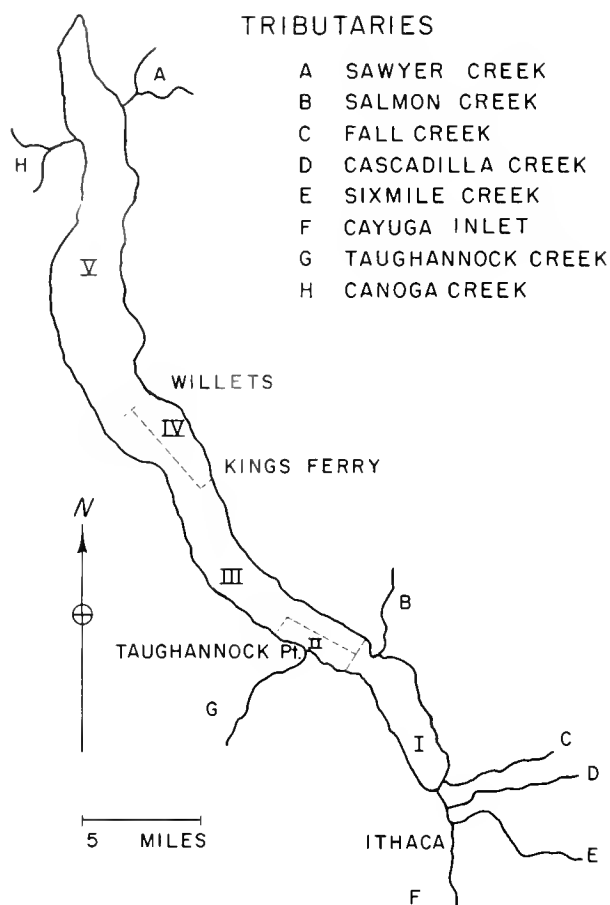 TRIBUTARIES
A SAWYER CREEK
B SALMON CREEK
C FALL CREEK
D CASCADILLA CREEK
E SIXMILE CREEK
F CAYUGA INLET
G TAUGHANNOCK CREEK
H CANOGA CREEK
A
H
V
WILLETS
IV
KINGS FERRY
N
III
B
TAUGHANNOCK Pt.
II
G
I
C
D
5 MILES
ITHACA
E
F